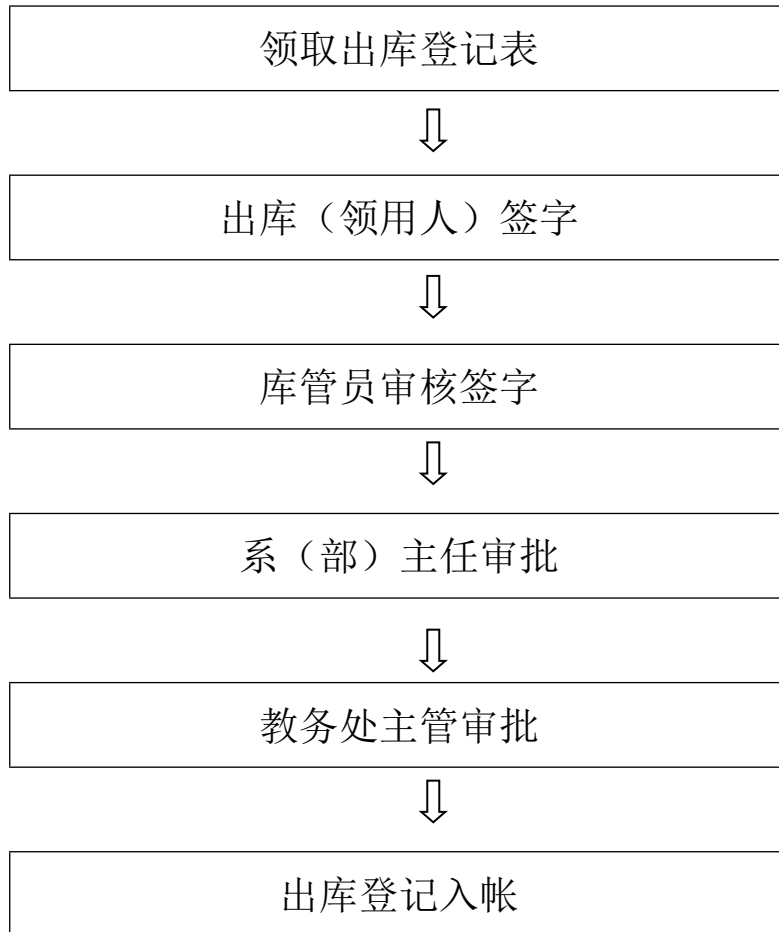 领取出库登记表
出库（领用人）签字
库管员审核签字
系（部）主任审批
教务处主管审批
出库登记入帐